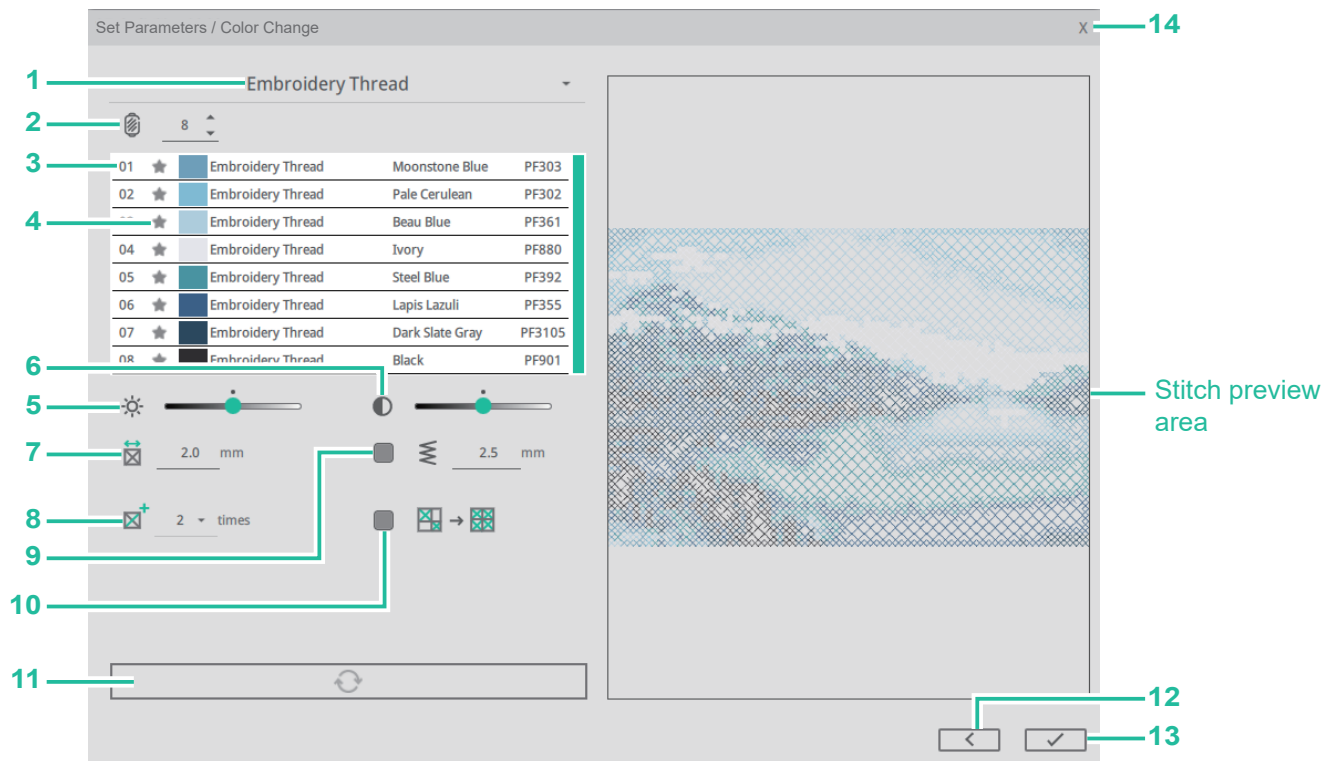 Set Parameters / Color Change X 14
1 Embroidery Thread
2 8
3 01 Embroidery Thread Moonstone Blue PF303
02 Embroidery Thread Pale Cerulean PF302
4 Embroidery Thread Beau Blue PF361
04 Embroidery Thread Ivory PF880
05 Embroidery Thread Steel Blue PF392
06 Embroidery Thread Lapis Lazuli PF355
07 Embroidery Thread Dark Slate Gray PF3105
08 Embroidery Thread Black PF901
6
5
Stitch preview
area
7 2.0 mm 2.5 mm
8 2 times
9
10
11
12
13